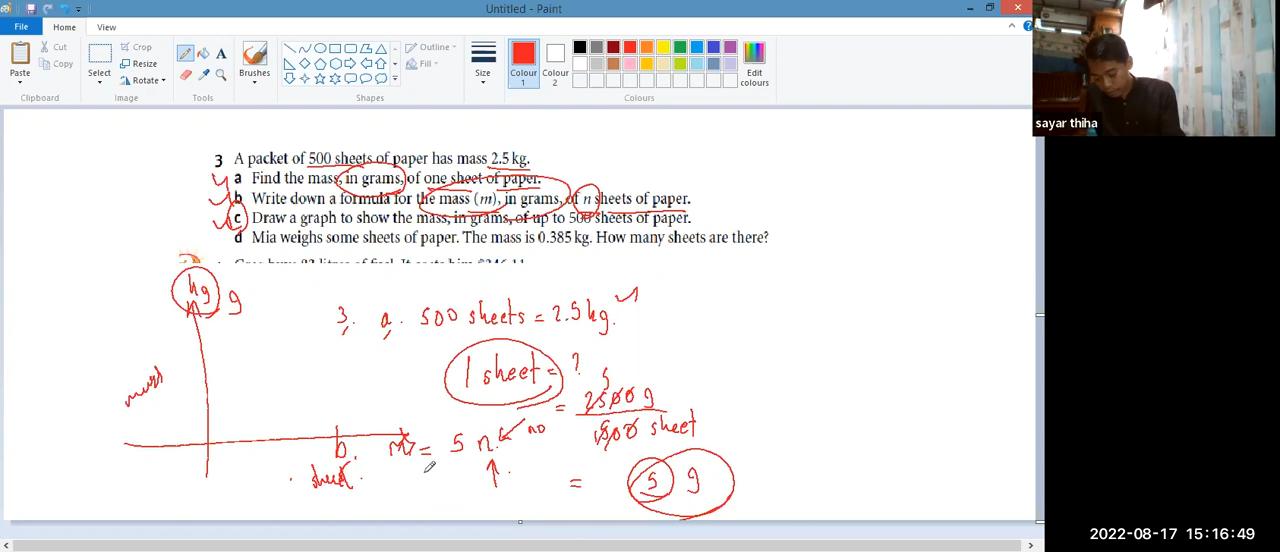 Untitled - Paint
File Home View
Paste
Cut
Copy
Clipboard
Select
Crop
Resize
Rotate
Image
Tools
Brushes
Shapes
Outline
Fill
Size
Colour 1
Colour 2
Colours
Edit colours
sayar thiha
3 A packet of 500 sheets of paper has mass 2.5 kg.
a Find the mass, in grams, of one sheet of paper.
b Write down a formula for the mass (m), in grams, of n sheets of paper.
c Draw a graph to show the mass, in grams, of up to 500 sheets of paper.
d Mia weighs some sheets of paper. The mass is 0.385 kg. How many sheets are there?
kg g
3. a. 500 sheets = 2.5 kg.
1 sheet = ?
5
= 2500 g
500 sheet
mass
b. m = 5 n. no
sheet
= 5 g
2022-08-17 15:16:49